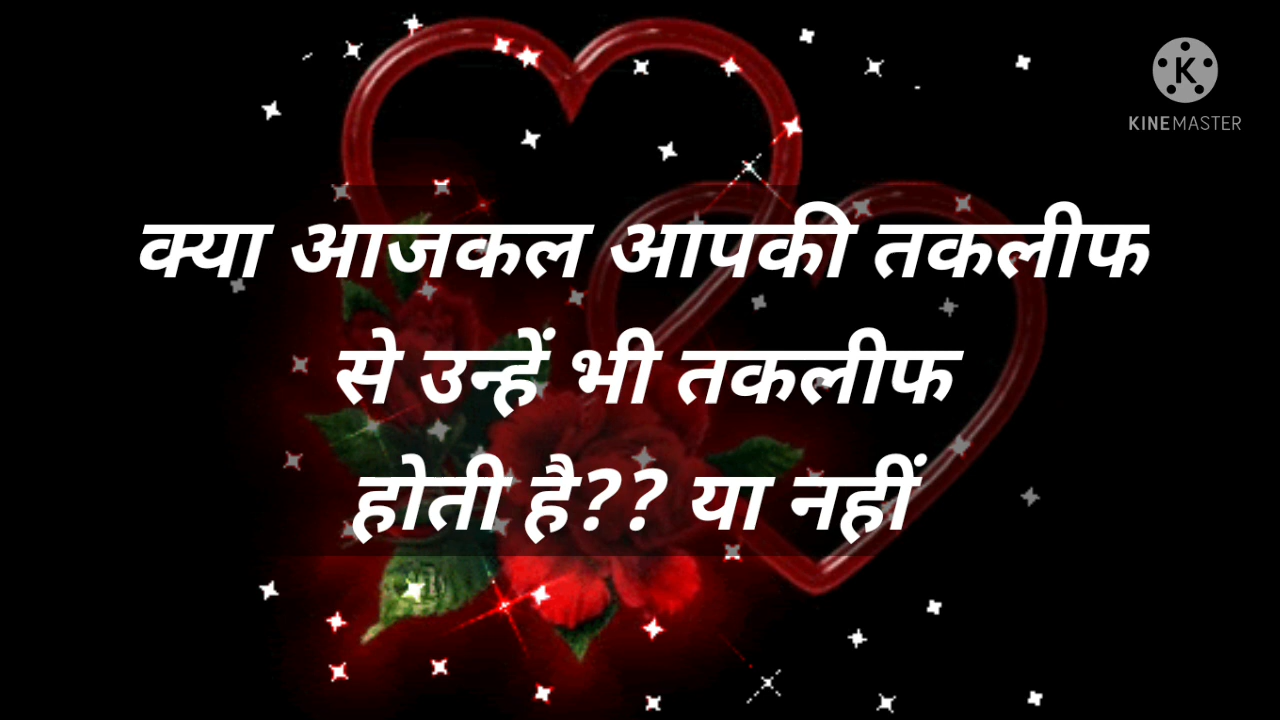 KINEMASTER
क्या आजकल आपकी तकलीफ
से उन्हें भी तकलीफ
होती है?? या नहीं